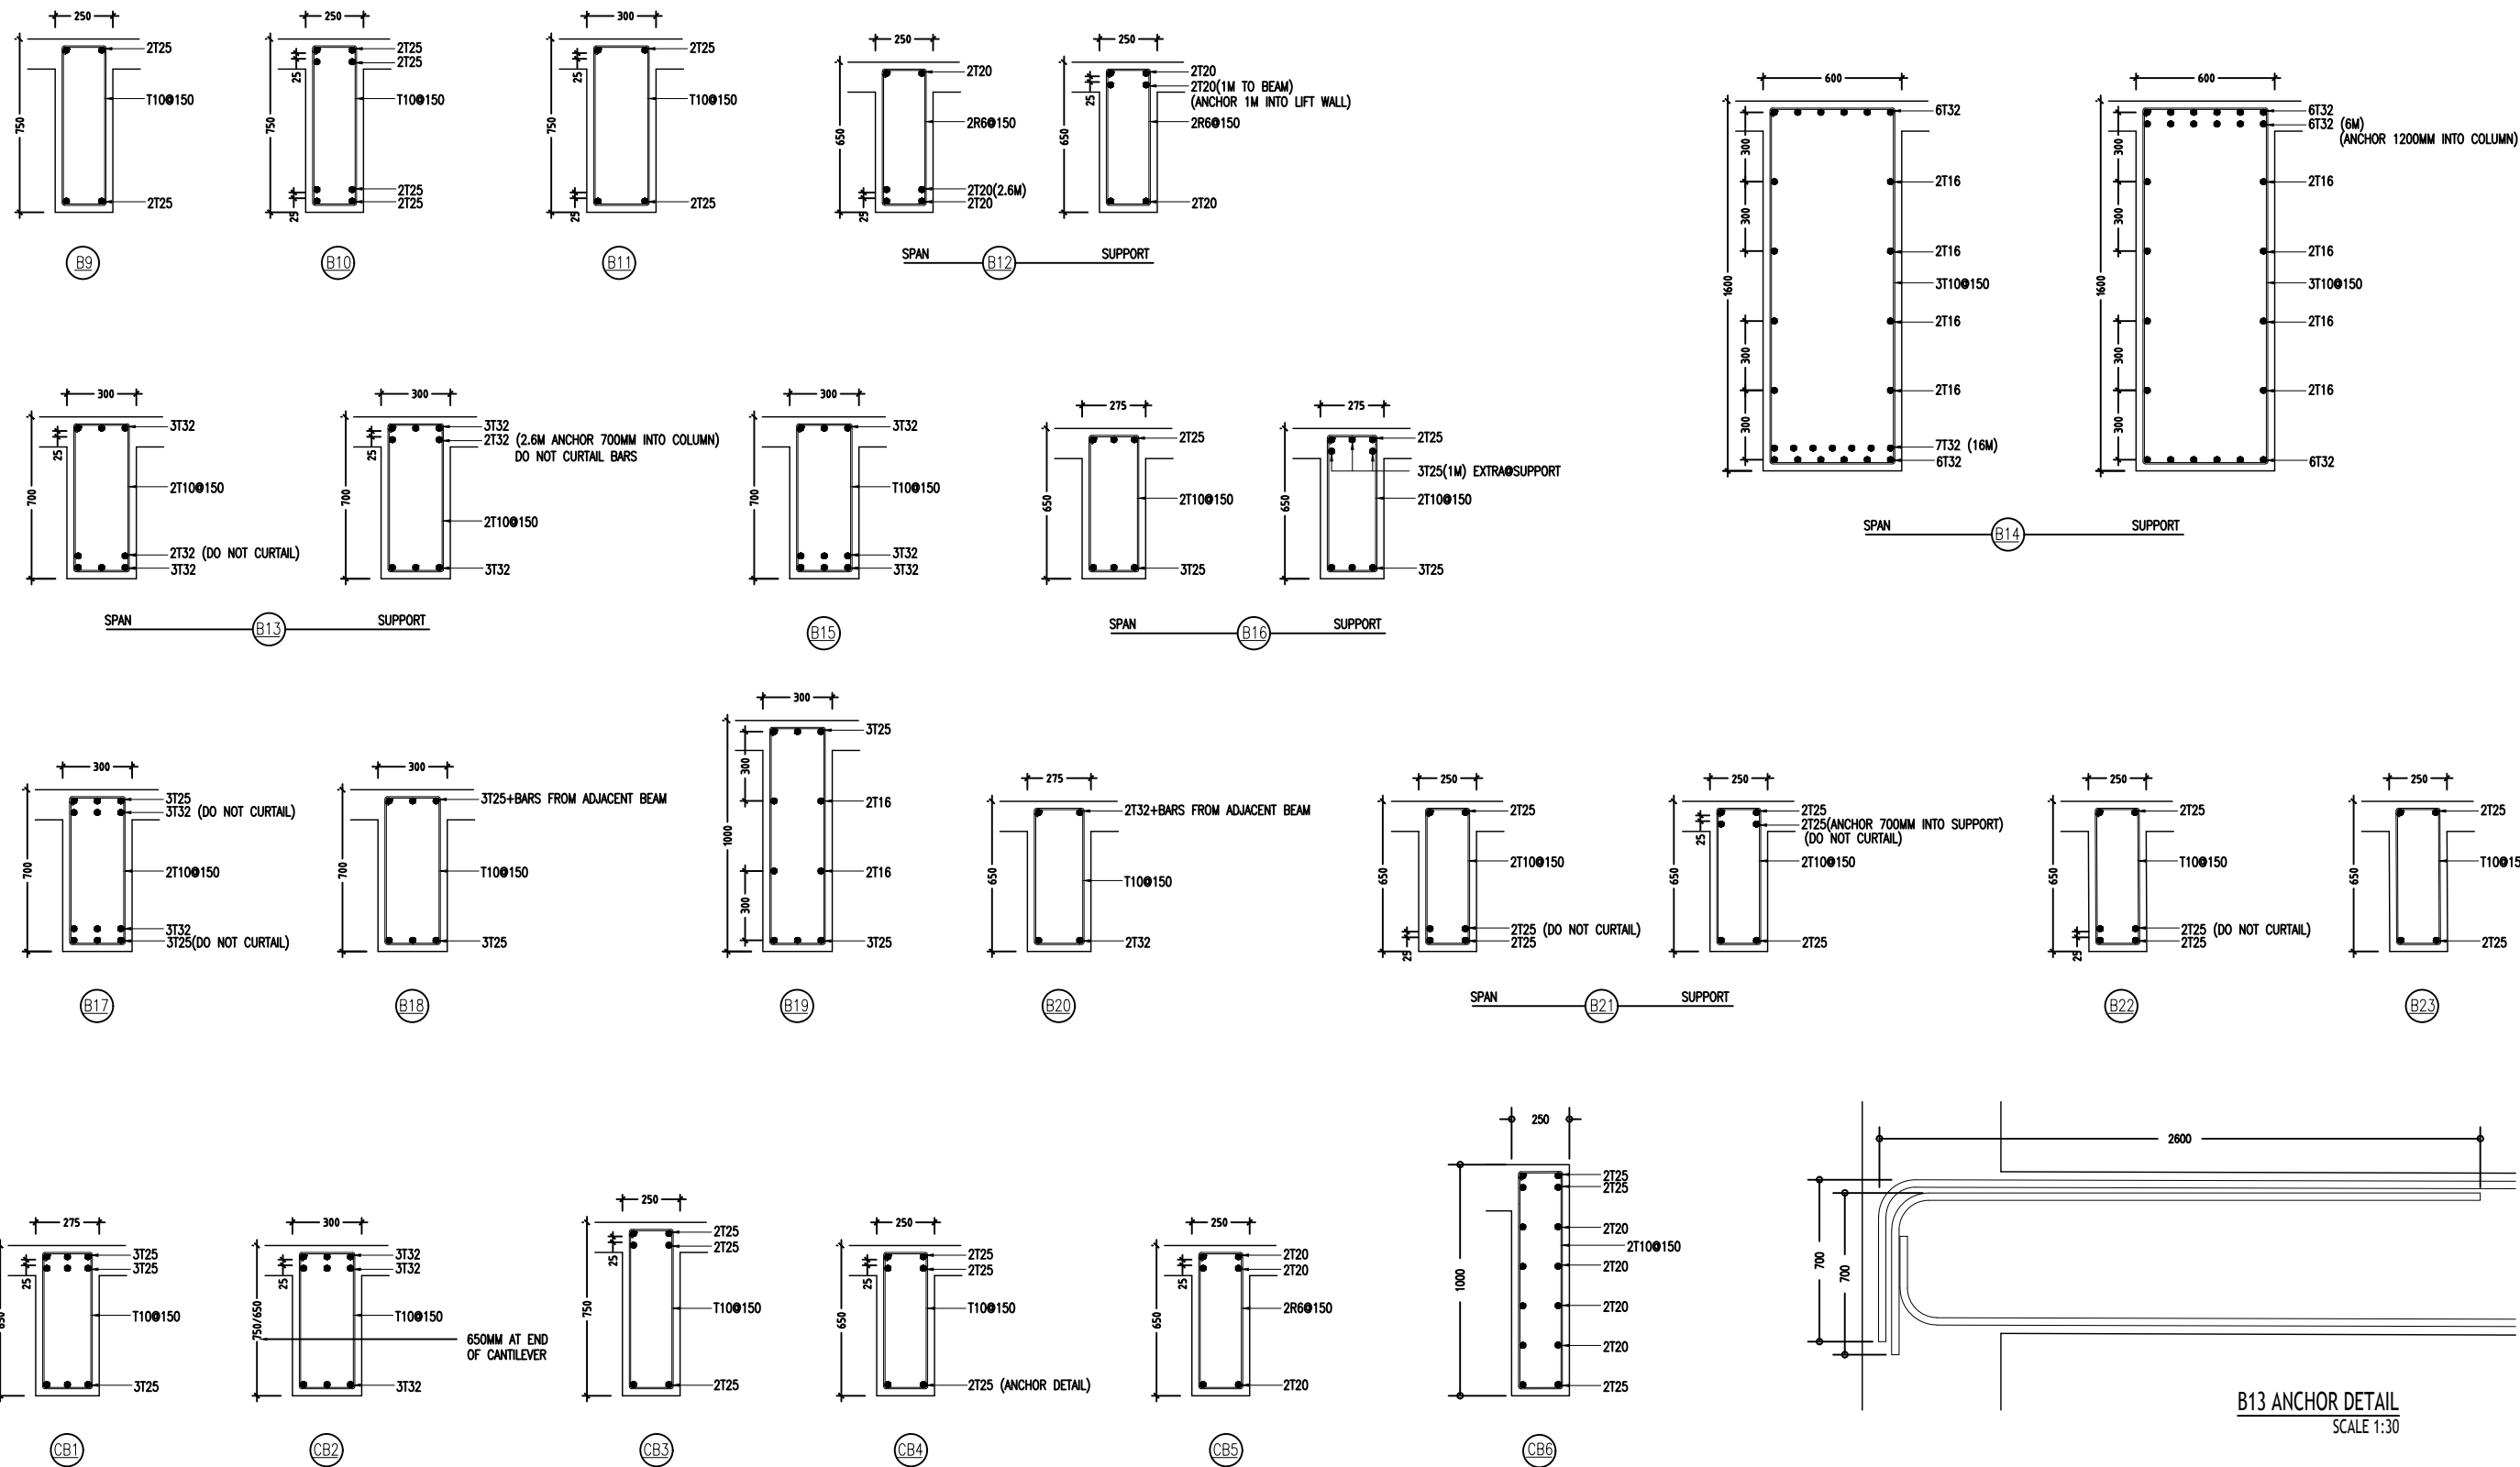 250
2T25
T10@150
750
2T25
B9
250
2T25
2T25
25
T10@150
750
2T25
2T25
25
B10
300
2T25
T10@150
750
25
2T25
B11
250
2T20
2R6@150
650
2T20(2.6M)
2T20
25
250
2T20
2T20(1M TO BEAM)
(ANCHOR 1M INTO LIFT WALL)
25
2R6@150
650
2T20
SPAN
B12
SUPPORT
600
6T32
300
2T16
300
2T16
3T10@150
1600
2T16
300
2T16
300
7T32 (16M)
6T32
600
6T32
6T32 (6M)
(ANCHOR 1200MM INTO COLUMN)
300
2T16
300
2T16
3T10@150
1600
2T16
300
2T16
300
6T32
SPAN
B14
SUPPORT
300
3T32
25
2T10@150
700
2T32 (DO NOT CURTAIL)
3T32
300
3T32
2T32 (2.6M ANCHOR 700MM INTO COLUMN)
DO NOT CURTAIL BARS
25
700
2T10@150
3T32
SPAN
B13
SUPPORT
300
3T32
T10@150
700
3T32
3T32
B15
275
2T25
2T10@150
650
3T25
275
2T25
3T25(1M) EXTRA@SUPPORT
2T10@150
650
3T25
SPAN
B16
SUPPORT
300
3T25
3T32 (DO NOT CURTAIL)
2T10@150
700
3T32
3T25(DO NOT CURTAIL)
B17
300
3T25+BARS FROM ADJACENT BEAM
T10@150
700
3T25
B18
300
3T25
300
2T16
1000
2T16
300
3T25
B19
275
2T32+BARS FROM ADJACENT BEAM
T10@150
650
2T32
B20
250
2T25
2T10@150
650
2T25 (DO NOT CURTAIL)
2T25
25
250
2T25
2T25(ANCHOR 700MM INTO SUPPORT)
(DO NOT CURTAIL)
25
2T10@150
650
2T25
SPAN
B21
SUPPORT
250
2T25
T10@150
650
2T25 (DO NOT CURTAIL)
2T25
25
B22
250
2T25
T10@15
650
2T25
B23
275
3T25
3T25
25
T10@150
650
3T25
CB1
300
3T32
3T32
25
T10@150
750/650
650MM AT END
OF CANTILEVER
3T32
CB2
250
2T25
2T25
25
T10@150
750
2T25
CB3
250
2T25
2T25
25
T10@150
650
2T25 (ANCHOR DETAIL)
CB4
250
2T20
2T20
25
2R6@150
650
2T20
CB5
250
2T25
2T25
2T20
2T10@150
2T20
1000
2T20
2T20
2T25
CB6
2600
700
700
B13 ANCHOR DETAIL
SCALE 1:30